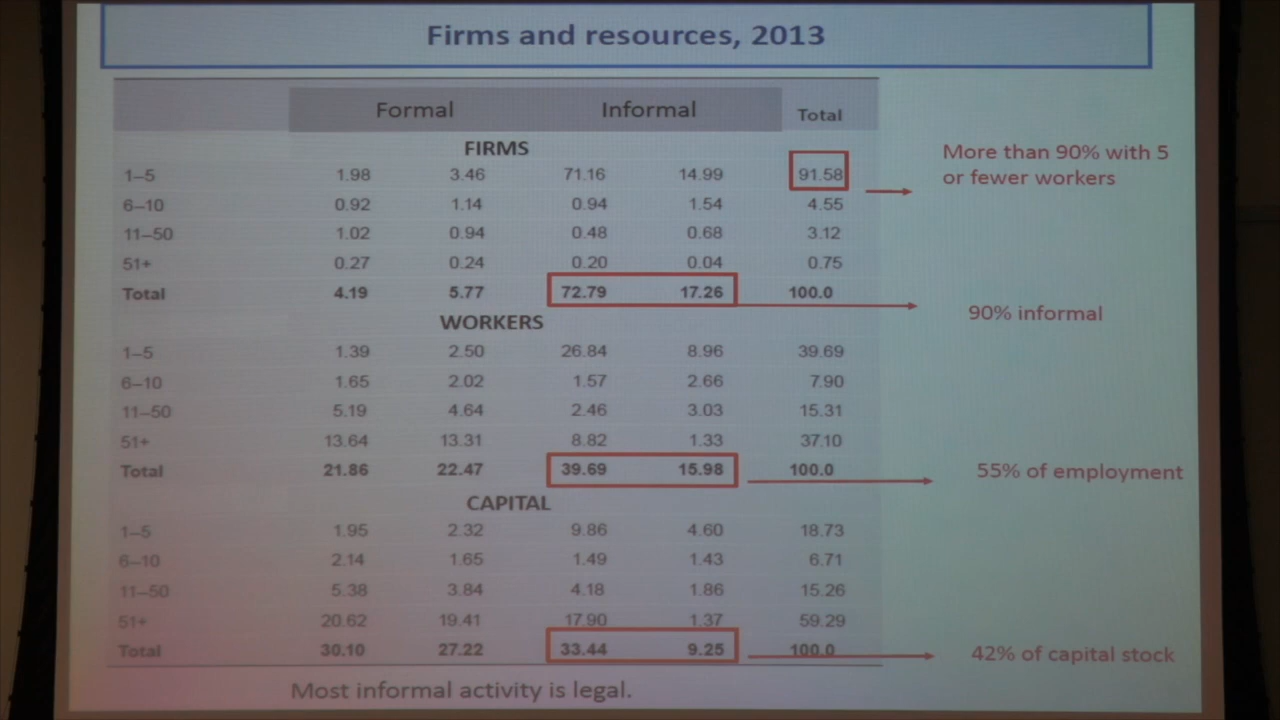 Firms and resources, 2013
Formal Informal Total
FIRMS
1–5 1.98 3.46 71.16 14.99 91.58
6–10 0.92 1.14 0.94 1.54 4.55
11–50 1.02 0.94 0.48 0.68 3.12
51+ 0.27 0.24 0.20 0.04 0.75
Total 4.19 5.77 72.79 17.26 100.0
WORKERS
1–5 1.39 2.50 26.84 8.96 39.69
6–10 1.65 2.02 1.57 2.66 7.90
11–50 5.19 4.64 2.46 3.03 15.31
51+ 13.64 13.31 8.82 1.33 37.10
Total 21.86 22.47 39.69 15.98 100.0
CAPITAL
1–5 1.95 2.32 9.86 4.60 18.73
6–10 2.14 1.65 1.49 1.43 6.71
11–50 5.38 3.84 4.18 1.86 15.26
51+ 20.62 19.41 17.90 1.37 59.29
Total 30.10 27.22 33.44 9.25 100.0
More than 90% with 5
or fewer workers
90% informal
55% of employment
42% of capital stock
Most informal activity is legal.